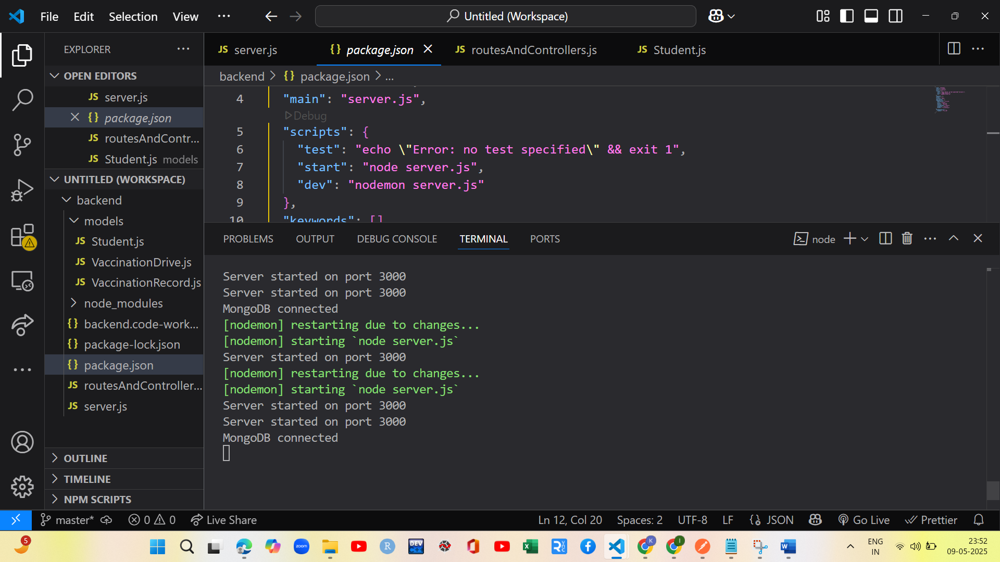 File Edit Selection View ··· Untitled (Workspace)
EXPLORER ···
OPEN EDITORS
JS server.js
{} package.json
JS routesAndContr...
JS Student.js models
UNTITLED (WORKSPACE)
backend
models
JS Student.js
JS VaccinationDrive.js
JS VaccinationRecord.js
node_modules
{} backend.code-work...
{} package-lock.json
{} package.json
JS routesAndController...
JS server.js
OUTLINE
TIMELINE
NPM SCRIPTS
JS server.js {} package.json JS routesAndControllers.js JS Student.js
backend > {} package.json > ...
4 "main": "server.js",
Debug
5 "scripts": {
6 "test": "echo \"Error: no test specified\" && exit 1",
7 "start": "node server.js",
8 "dev": "nodemon server.js"
9 },
10 "keywords": []
PROBLEMS OUTPUT DEBUG CONSOLE TERMINAL PORTS node
Server started on port 3000
Server started on port 3000
MongoDB connected
[nodemon] restarting due to changes...
[nodemon] starting `node server.js`
Server started on port 3000
[nodemon] restarting due to changes...
[nodemon] starting `node server.js`
Server started on port 3000
Server started on port 3000
MongoDB connected
master* 0 0 Live Share Ln 12, Col 20 Spaces: 2 UTF-8 LF {} JSON Go Live Prettier
5 zoom R DEV C++ K I W
ENG
IN
23:52
09-05-2025